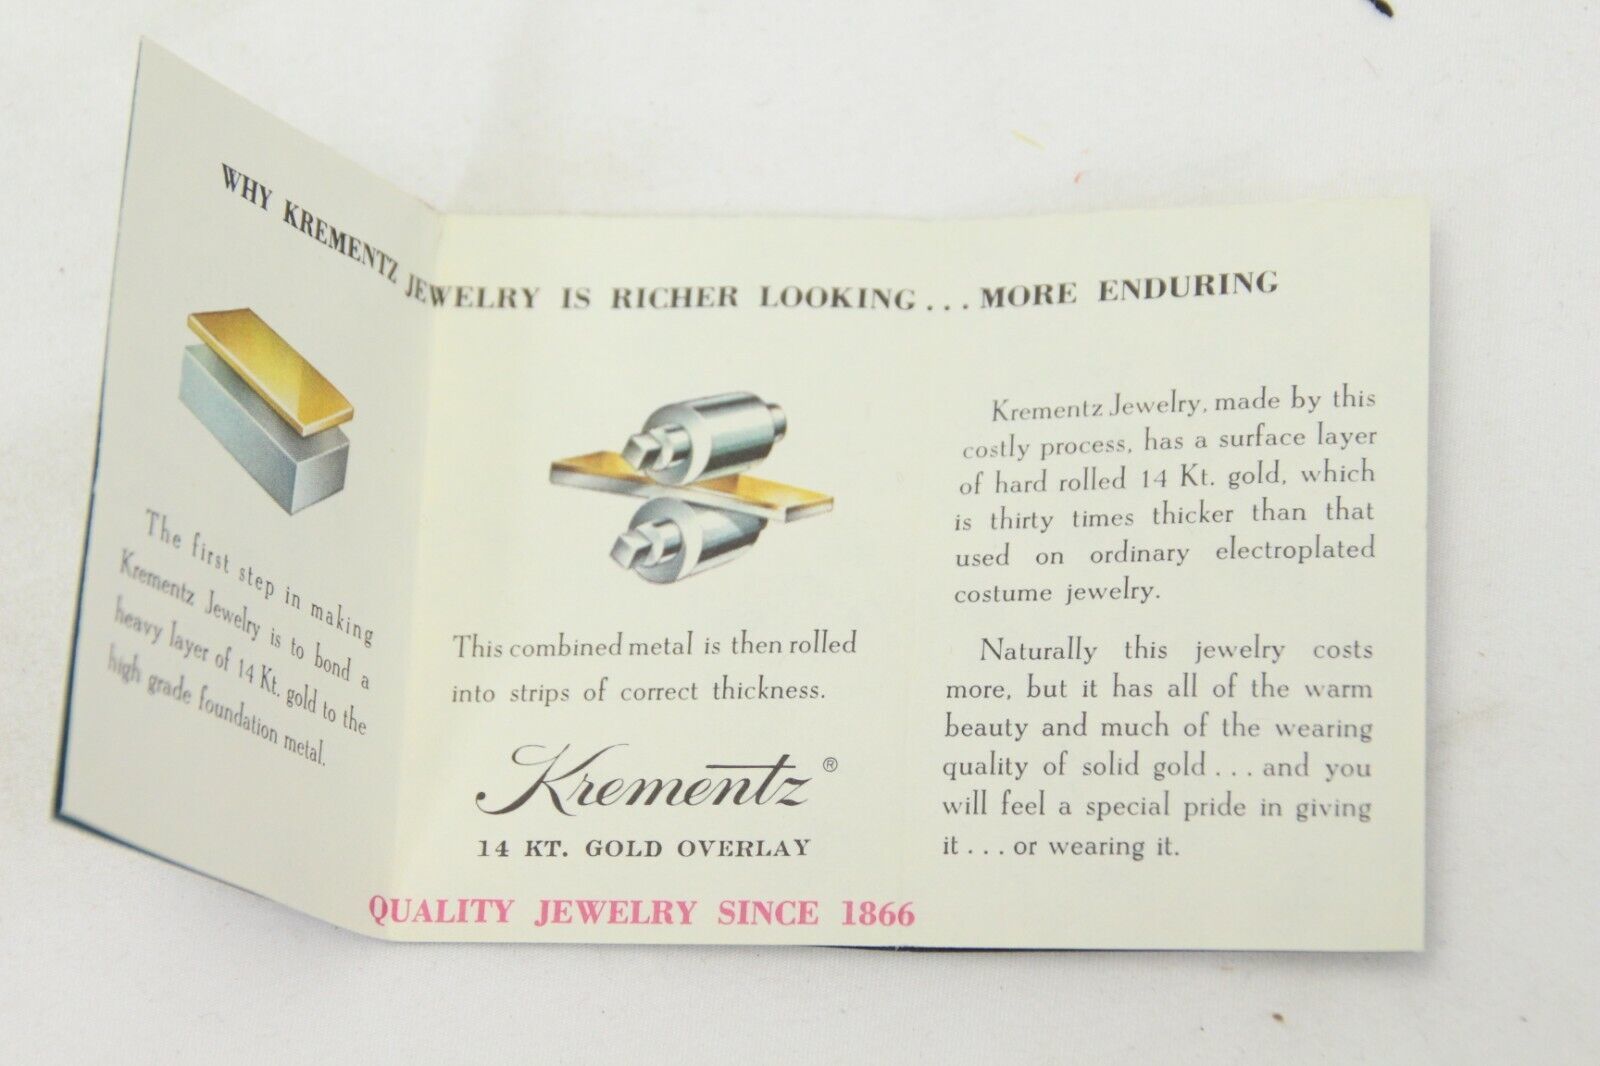 WHY KREMENTZ JEWELRY IS RICHER LOOKING . . . MORE ENDURING
The first step in making
Krementz Jewelry is to bond a
heavy layer of 14 Kt. gold to the
high grade foundation metal.
This combined metal is then rolled
into strips of correct thickness.
Krementz®
14 KT. GOLD OVERLAY
QUALITY JEWELRY SINCE 1866
Krementz Jewelry, made by this
costly process, has a surface layer
of hard rolled 14 Kt. gold, which
is thirty times thicker than that
used on ordinary electroplated
costume jewelry.
Naturally this jewelry costs
more, but it has all of the warm
beauty and much of the wearing
quality of solid gold . . . and you
will feel a special pride in giving
it . . . or wearing it.